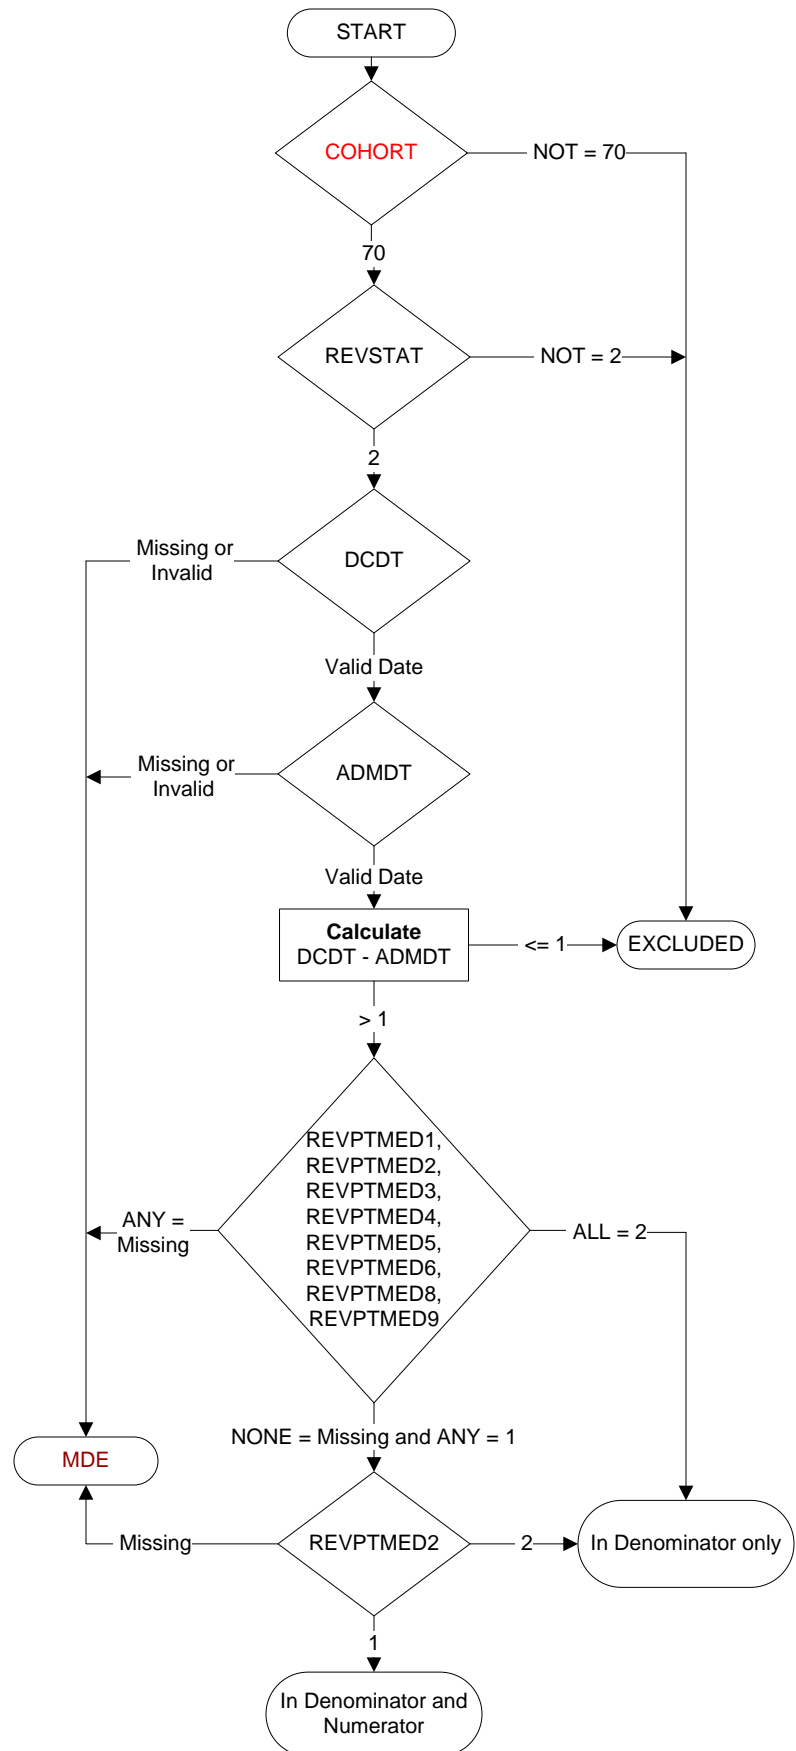 START
COHORT
NOT = 70
70
REVSTAT
NOT = 2
2
Missing or
Invalid
DCDT
Valid Date
Missing or
Invalid
ADMDT
Valid Date
Calculate
DCDT - ADMDT
<= 1
EXCLUDED
> 1
REVPTMED1,
REVPTMED2,
REVPTMED3,
REVPTMED4,
REVPTMED5,
REVPTMED6,
REVPTMED8,
REVPTMED9
ANY =
Missing
ALL = 2
NONE = Missing and ANY = 1
MDE
Missing
REVPTMED2
2
In Denominator only
1
In Denominator and
Numerator